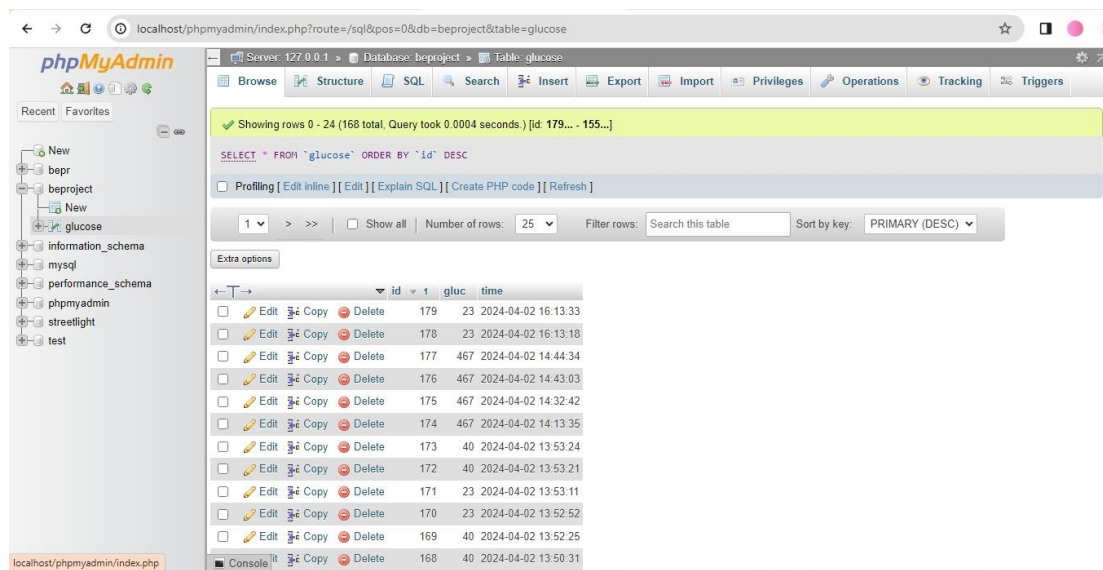 localhost/phpmyadmin/index.php?route=/sql&pos=0&db=beproject&table=glucose
phpMyAdmin
Recent Favorites
New
bepr
beproject
New
glucose
information_schema
mysql
performance_schema
phpmyadmin
streetlight
test
localhost/phpmyadmin/index.php
Server: 127.0.0.1 » Database: beproject » Table: glucose
Browse Structure SQL Search Insert Export Import Privileges Operations Tracking Triggers
Showing rows 0 - 24 (168 total, Query took 0.0004 seconds.) [id: 179... - 155...]
SELECT * FROM `glucose` ORDER BY `id` DESC
Profiling [ Edit inline ] [ Edit ] [ Explain SQL ] [ Create PHP code ] [ Refresh ]
1 > >> Show all Number of rows: 25 Filter rows: Search this table Sort by key: PRIMARY (DESC)
Extra options
←T→ id 1 gluc time
Edit Copy Delete 179 23 2024-04-02 16:13:33
Edit Copy Delete 178 23 2024-04-02 16:13:18
Edit Copy Delete 177 467 2024-04-02 14:44:34
Edit Copy Delete 176 467 2024-04-02 14:43:03
Edit Copy Delete 175 467 2024-04-02 14:32:42
Edit Copy Delete 174 467 2024-04-02 14:13:35
Edit Copy Delete 173 40 2024-04-02 13:53:24
Edit Copy Delete 172 40 2024-04-02 13:53:21
Edit Copy Delete 171 23 2024-04-02 13:53:11
Edit Copy Delete 170 23 2024-04-02 13:52:52
Edit Copy Delete 169 40 2024-04-02 13:52:25
Console it Copy Delete 168 40 2024-04-02 13:50:31